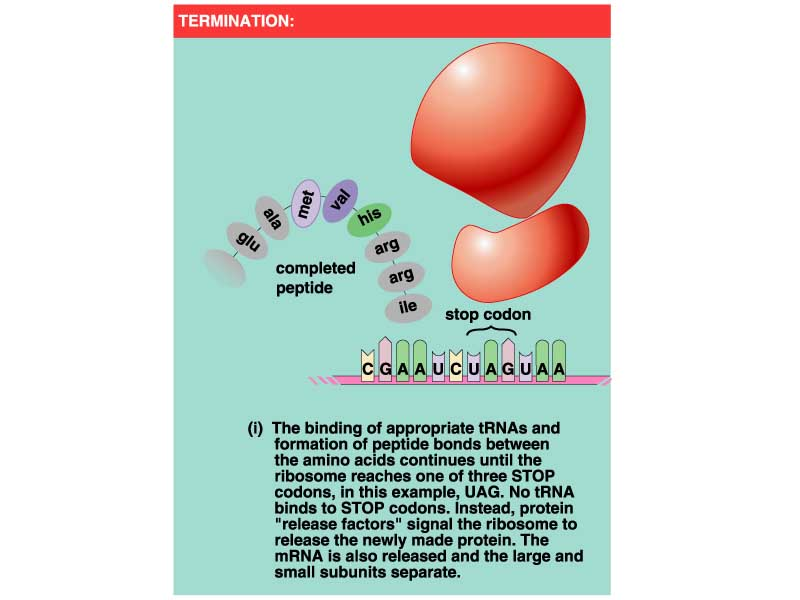 TERMINATION:
met
val
ala
his
glu
arg
completed
peptide
arg
ile
stop codon
C G A A U C U A G U A A
(i) The binding of appropriate tRNAs and
formation of peptide bonds between
the amino acids continues until the
ribosome reaches one of three STOP
codons, in this example, UAG. No tRNA
binds to STOP codons. Instead, protein
"release factors" signal the ribosome to
release the newly made protein. The
mRNA is also released and the large and
small subunits separate.